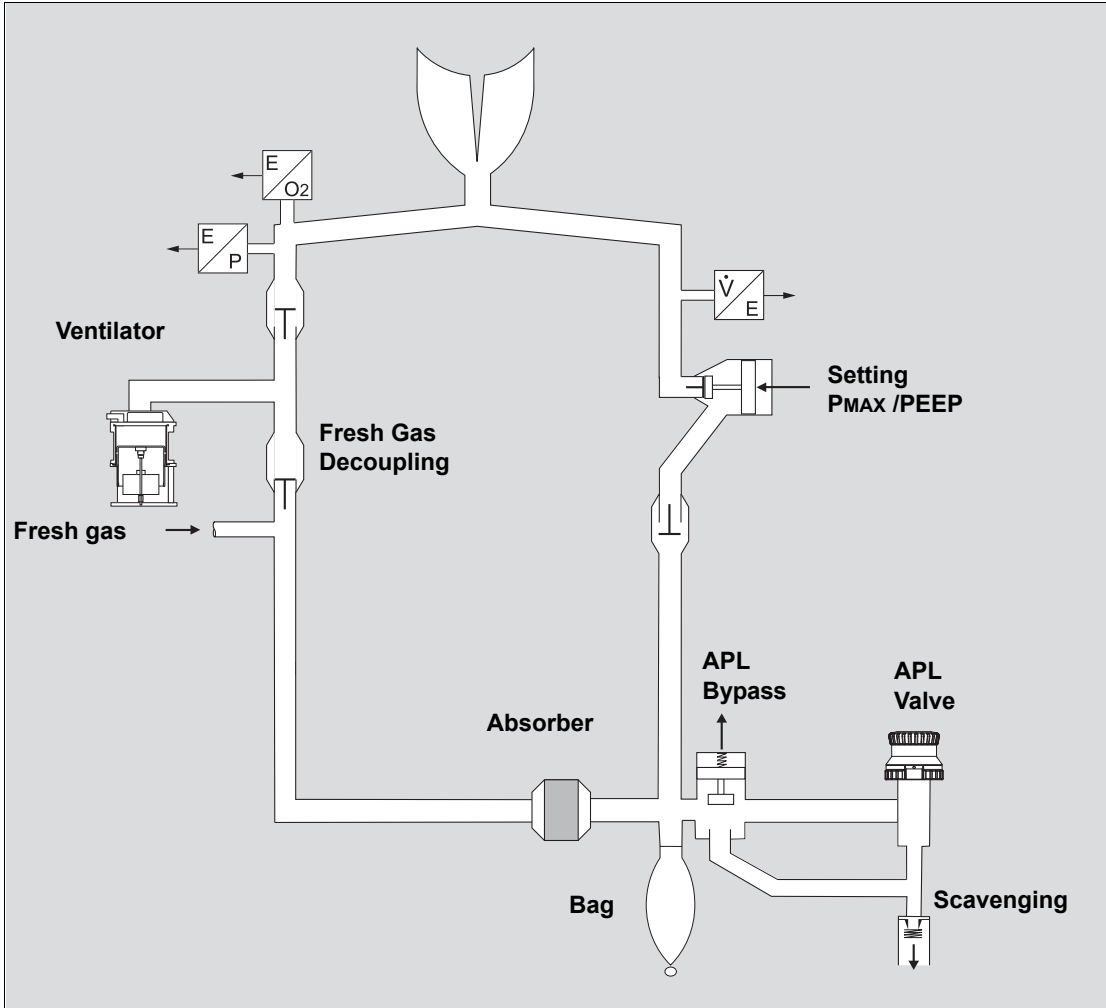 E
O2
E
P
V̇
E
Ventilator
Setting
PMAX /PEEP
Fresh Gas
Decoupling
Fresh gas
APL
Bypass
APL
Valve
Absorber
Bag
Scavenging